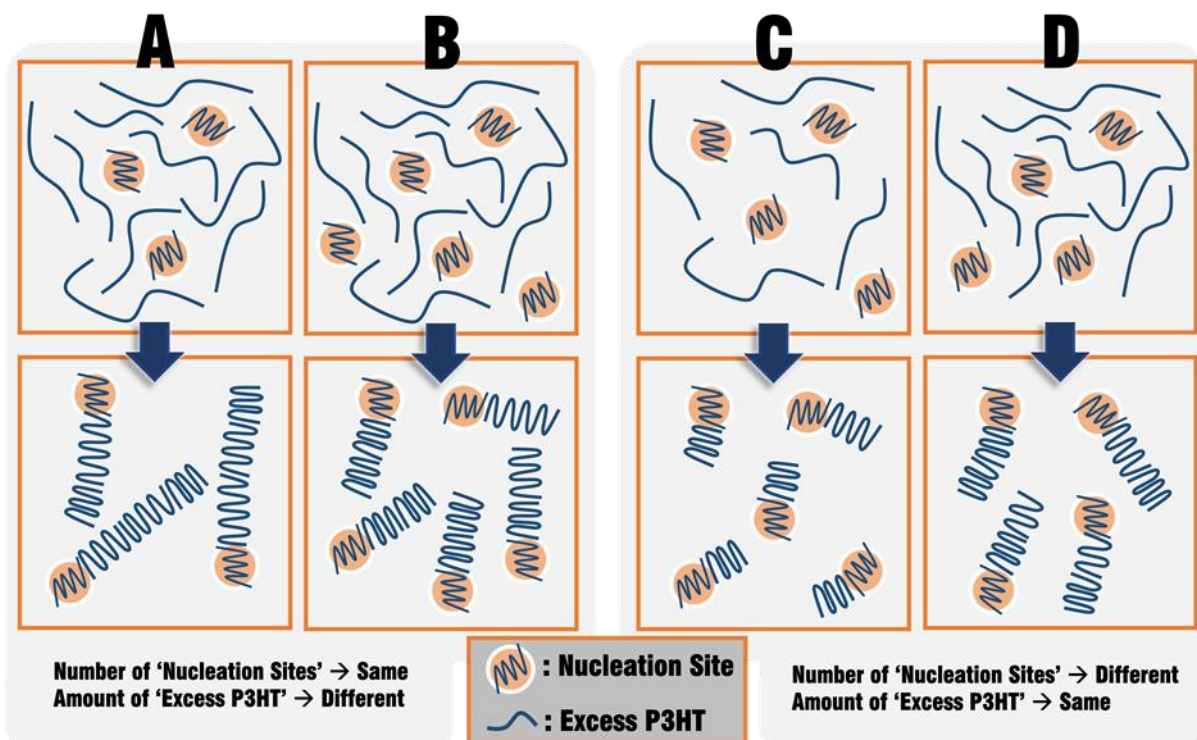 A B C D
Number of 'Nucleation Sites' → Same
Amount of 'Excess P3HT' → Different
: Nucleation Site
: Excess P3HT
Number of 'Nucleation Sites' → Different
Amount of 'Excess P3HT' → Same